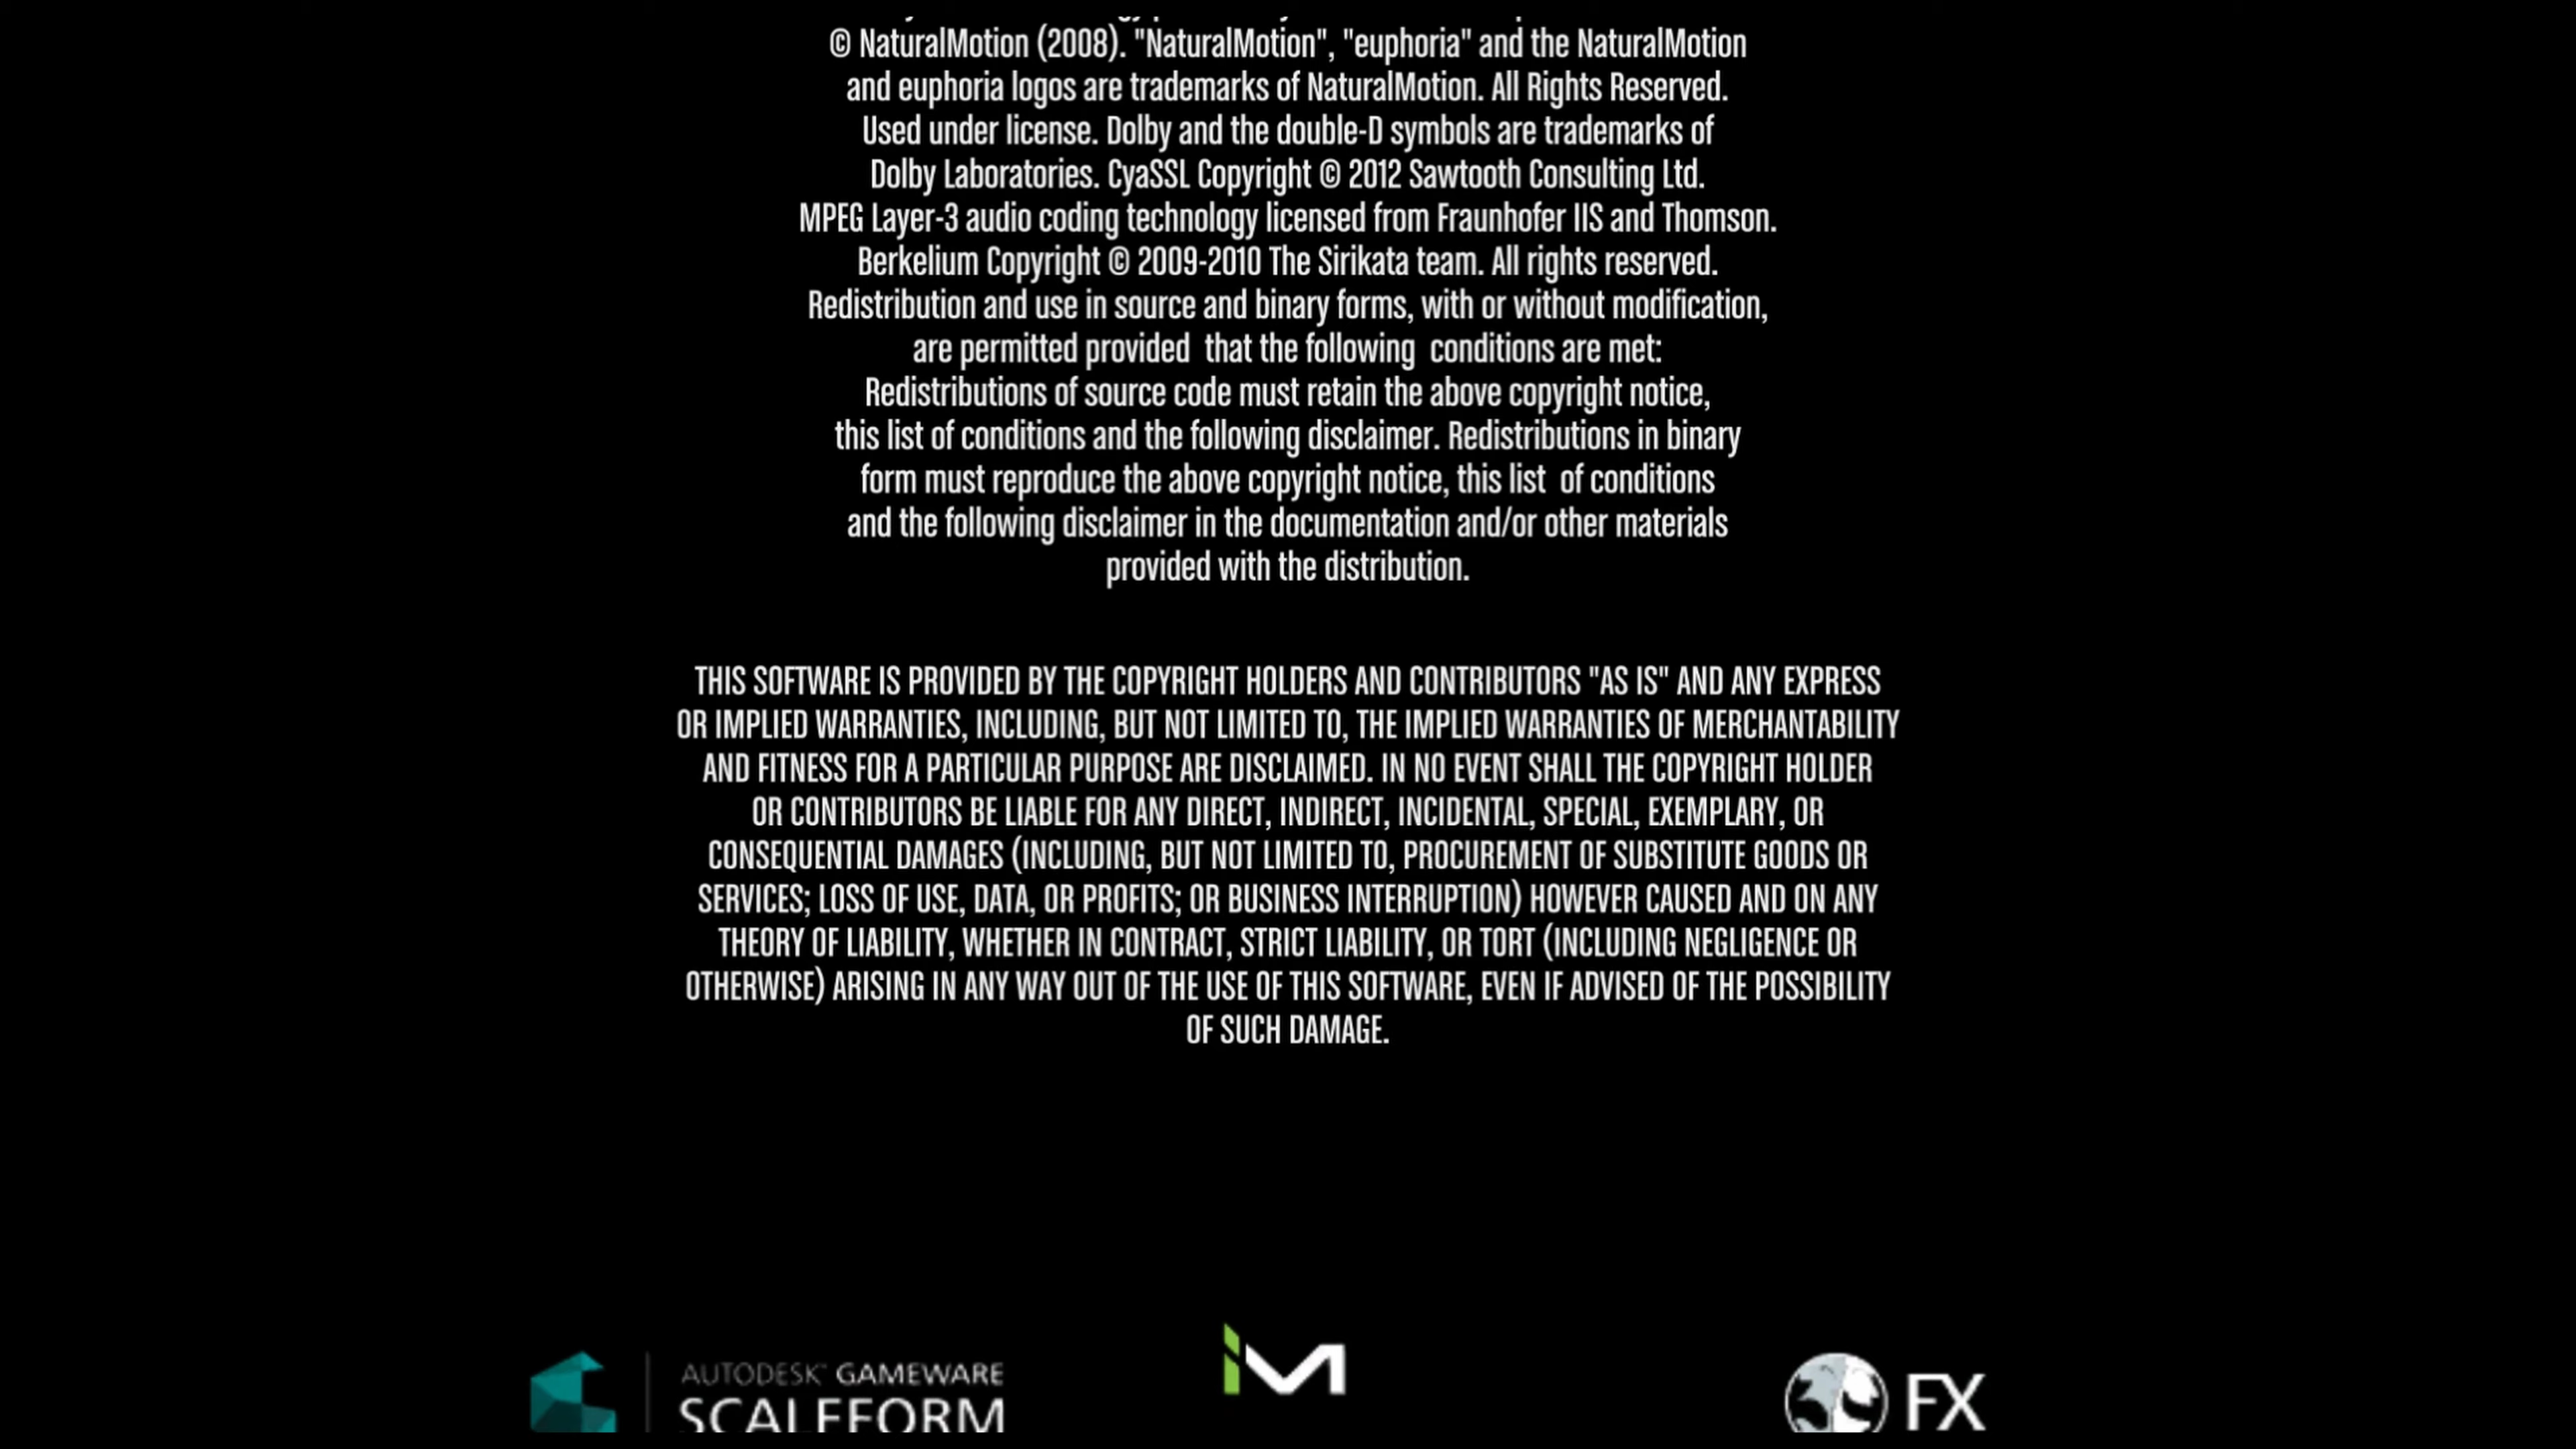 © NaturalMotion (2008). "NaturalMotion", "euphoria" and the NaturalMotion
and euphoria logos are trademarks of NaturalMotion. All Rights Reserved.
Used under license. Dolby and the double-D symbols are trademarks of
Dolby Laboratories. CyaSSL Copyright © 2012 Sawtooth Consulting Ltd.
MPEG Layer-3 audio coding technology licensed from Fraunhofer IIS and Thomson.
Berkelium Copyright © 2009-2010 The Sirikata team. All rights reserved.
Redistribution and use in source and binary forms, with or without modification,
are permitted provided  that the following  conditions are met:
Redistributions of source code must retain the above copyright notice,
this list of conditions and the following disclaimer. Redistributions in binary
form must reproduce the above copyright notice, this list  of conditions
and the following disclaimer in the documentation and/or other materials
provided with the distribution.
THIS SOFTWARE IS PROVIDED BY THE COPYRIGHT HOLDERS AND CONTRIBUTORS "AS IS" AND ANY EXPRESS
OR IMPLIED WARRANTIES, INCLUDING, BUT NOT LIMITED TO, THE IMPLIED WARRANTIES OF MERCHANTABILITY
AND FITNESS FOR A PARTICULAR PURPOSE ARE DISCLAIMED. IN NO EVENT SHALL THE COPYRIGHT HOLDER
OR CONTRIBUTORS BE LIABLE FOR ANY DIRECT, INDIRECT, INCIDENTAL, SPECIAL, EXEMPLARY, OR
CONSEQUENTIAL DAMAGES (INCLUDING, BUT NOT LIMITED TO, PROCUREMENT OF SUBSTITUTE GOODS OR
SERVICES; LOSS OF USE, DATA, OR PROFITS; OR BUSINESS INTERRUPTION) HOWEVER CAUSED AND ON ANY
THEORY OF LIABILITY, WHETHER IN CONTRACT, STRICT LIABILITY, OR TORT (INCLUDING NEGLIGENCE OR
OTHERWISE) ARISING IN ANY WAY OUT OF THE USE OF THIS SOFTWARE, EVEN IF ADVISED OF THE POSSIBILITY
OF SUCH DAMAGE.
AUTODESK™ GAMEWARE
SCALEFORM
iM
FX